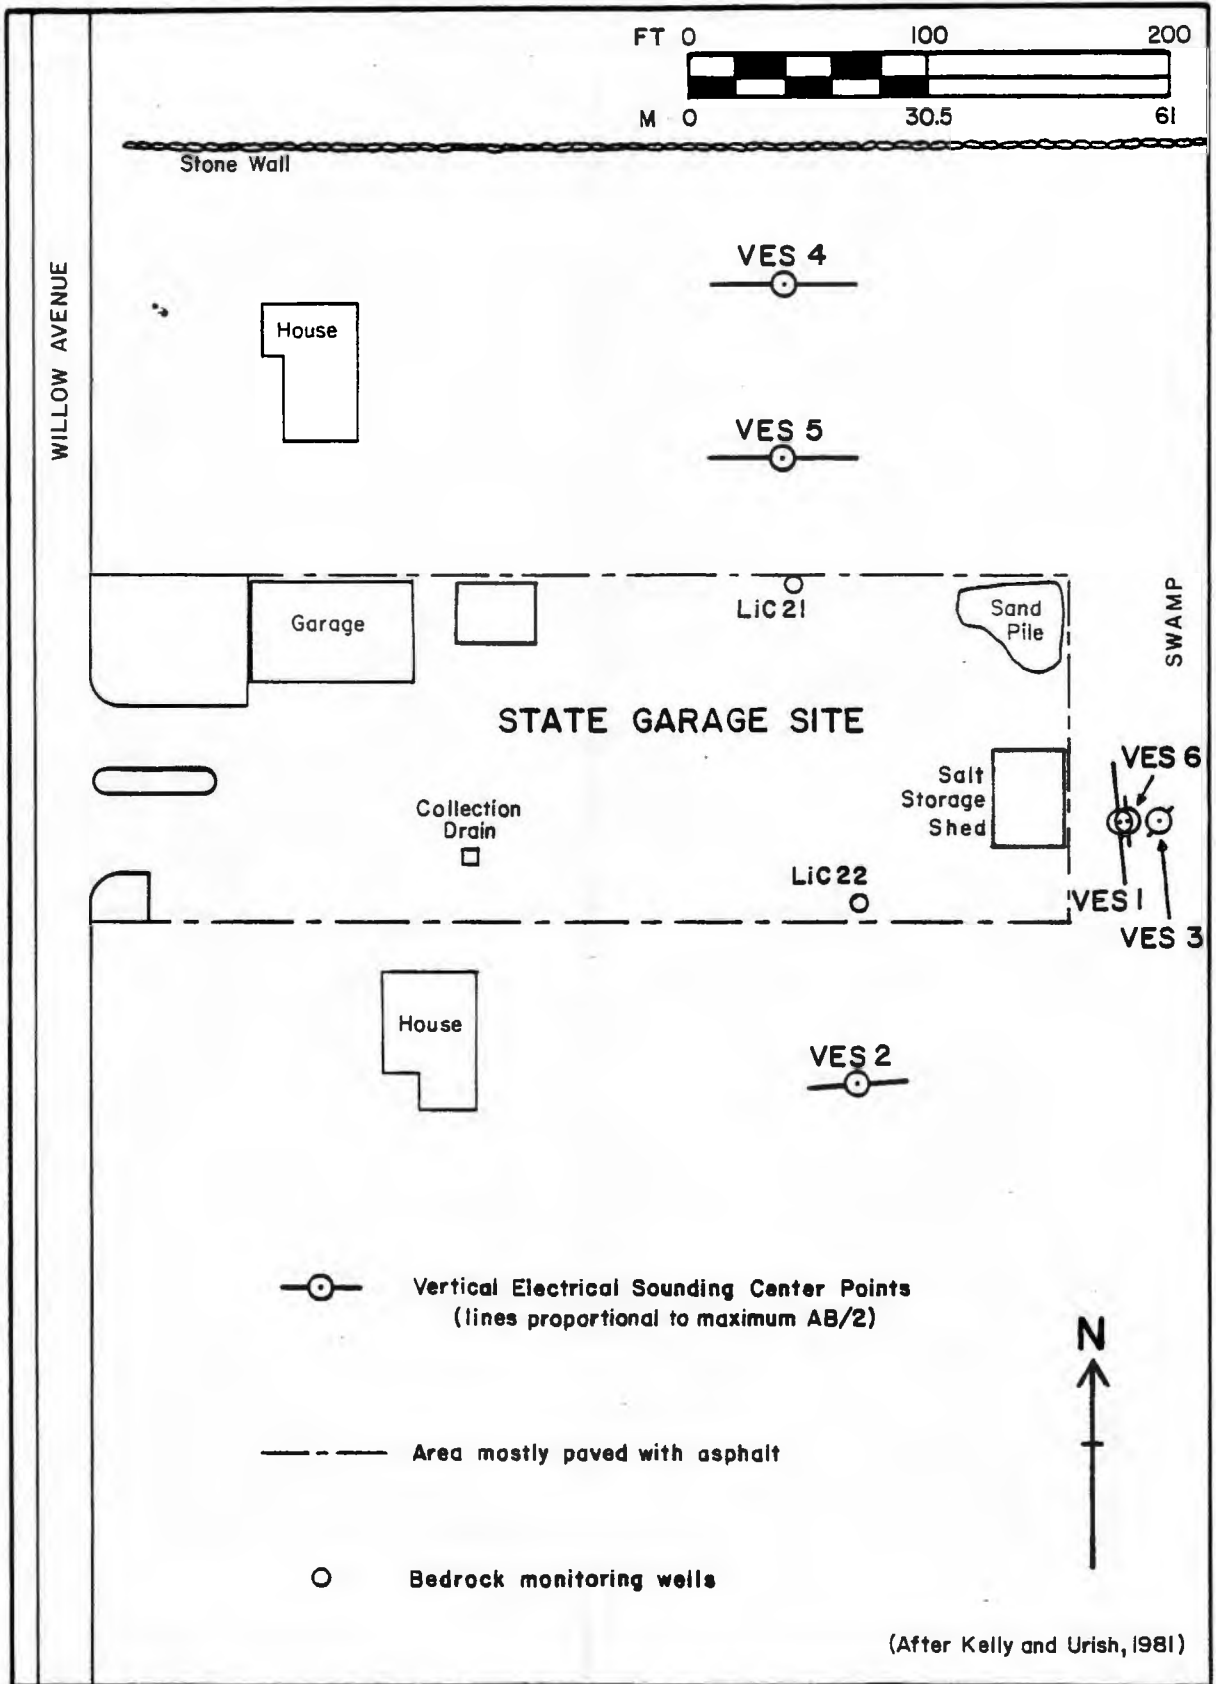 FT 0 100 200
M 0 30.5 61
Stone Wall
VES 4
WILLOW AVENUE
House
VES 5
LiC 21
Sand
Pile
Garage
SWAMP
STATE GARAGE SITE
VES 6
Salt
Storage
Shed
Collection
Drain
LiC 22
VES 1
VES 3
House
VES 2
Vertical Electrical Sounding Center Points
(lines proportional to maximum AB/2)
N
Area mostly paved with asphalt
Bedrock monitoring wells
(After Kelly and Urish, 1981)